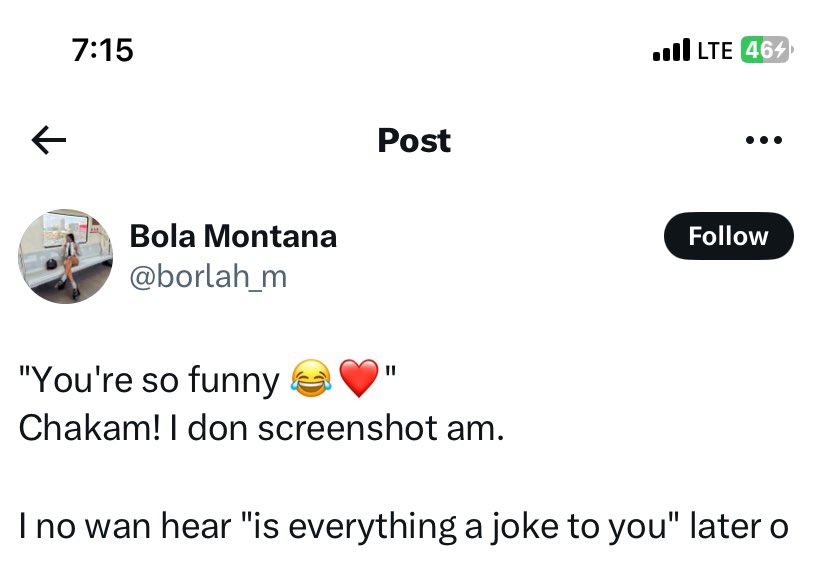 7:15 LTE 46
Post
Bola Montana Follow
@borlah_m
"You're so funny 😂❤️"
Chakam! I don screenshot am.
I no wan hear "is everything a joke to you" later o